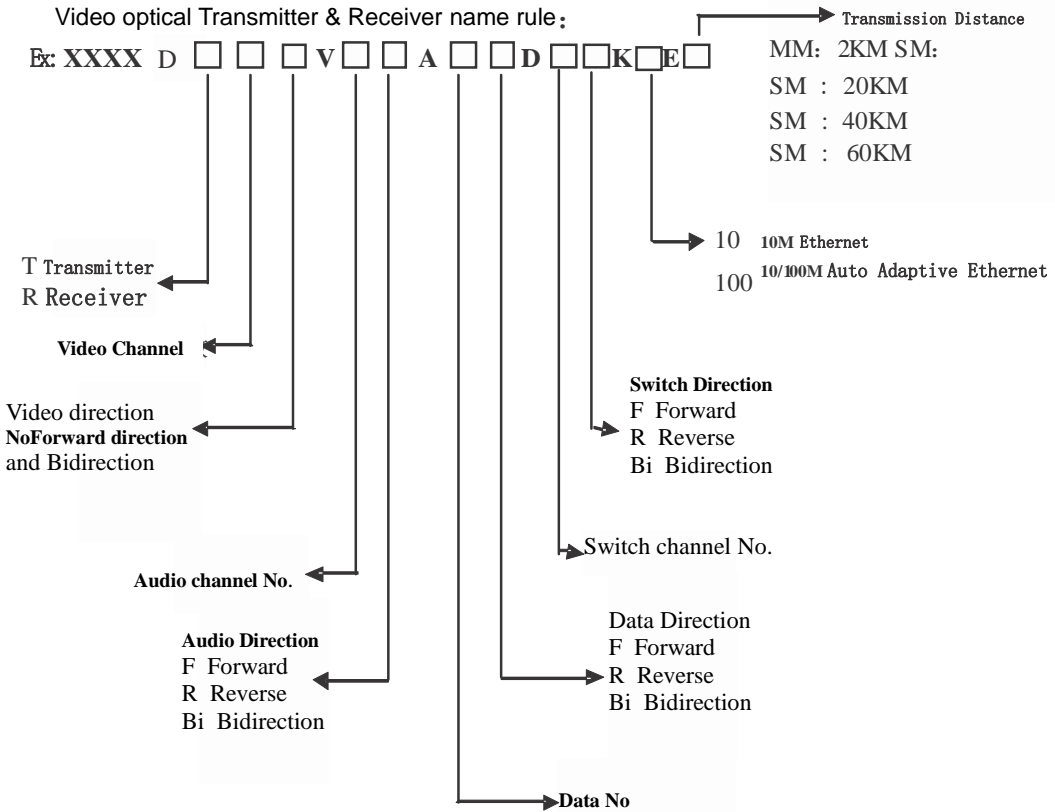 Video optical Transmitter & Receiver name rule：
Transmission Distance
Ex: XXXX D □ □ □ V □ □ A □ □ D □ □ K □ E □
MM: 2KM SM:
SM : 20KM
SM : 40KM
SM : 60KM
10 10M Ethernet
100 10/100M Auto Adaptive Ethernet
T Transmitter
R Receiver
Video Channel
Switch Direction
F Forward
R Reverse
Bi Bidirection
Video direction
NoForward direction
and Bidirection
Switch channel No.
Audio channel No.
Data Direction
F Forward
R Reverse
Bi Bidirection
Audio Direction
F Forward
R Reverse
Bi Bidirection
Data No